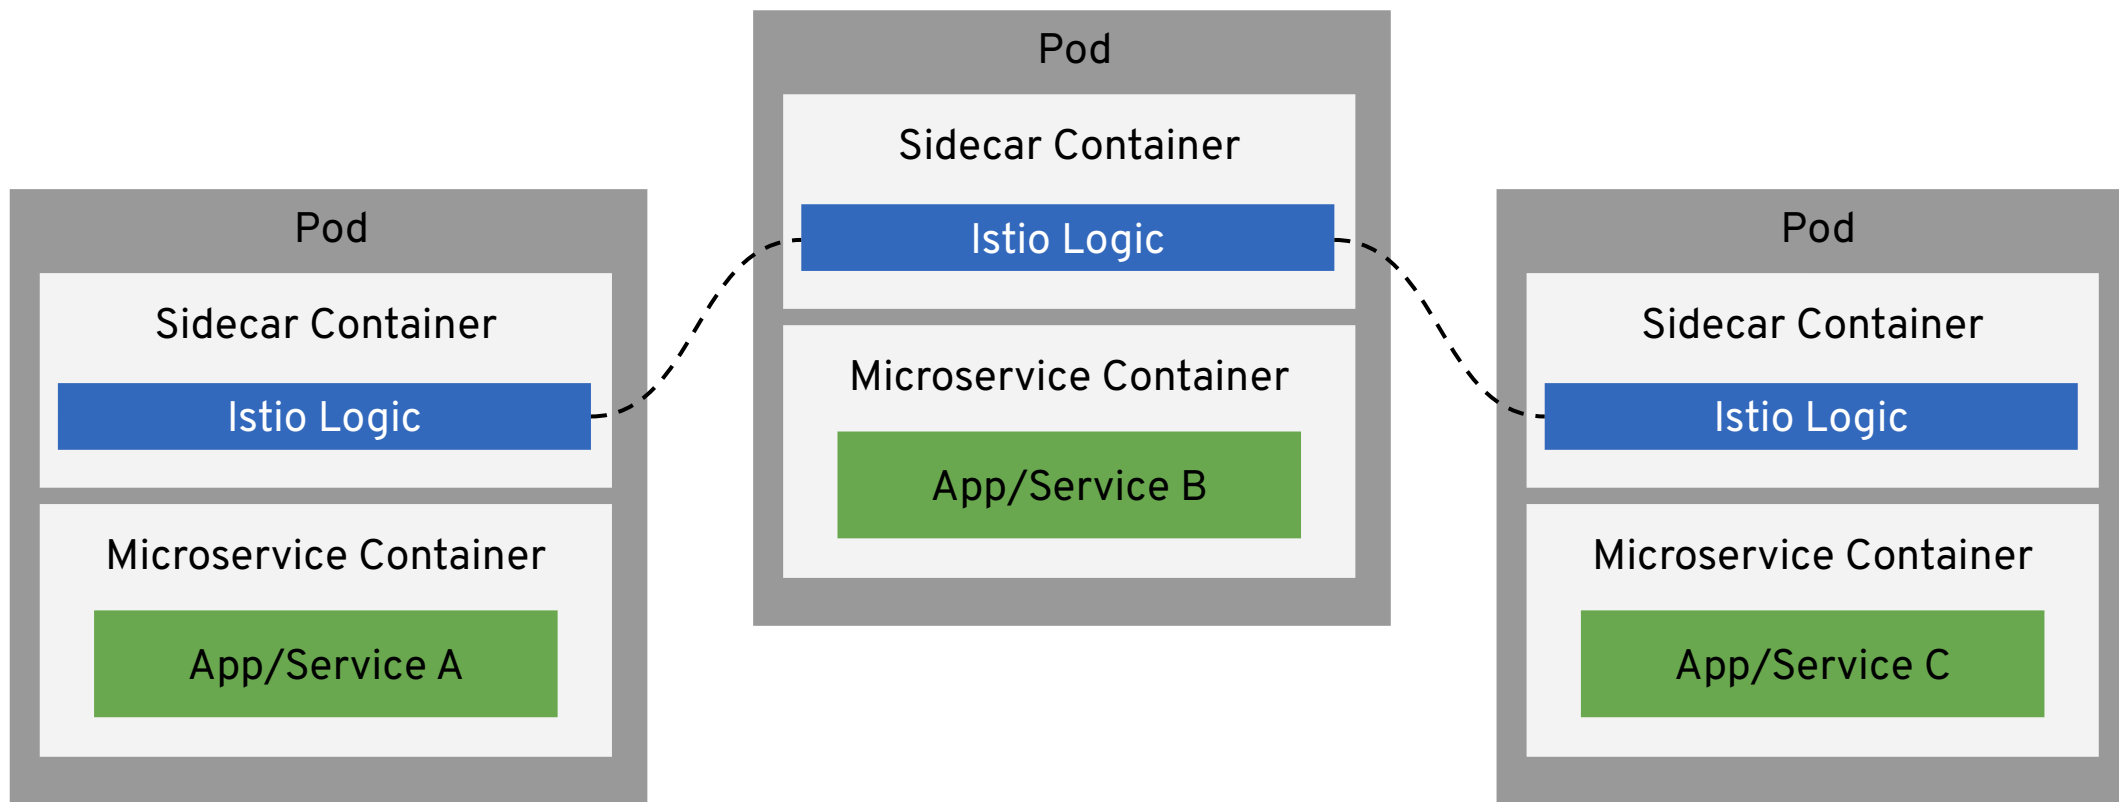 Pod
Sidecar Container
Istio Logic
Microservice Container
App/Service A
Pod
Sidecar Container
Istio Logic
Microservice Container
App/Service B
Pod
Sidecar Container
Istio Logic
Microservice Container
App/Service C